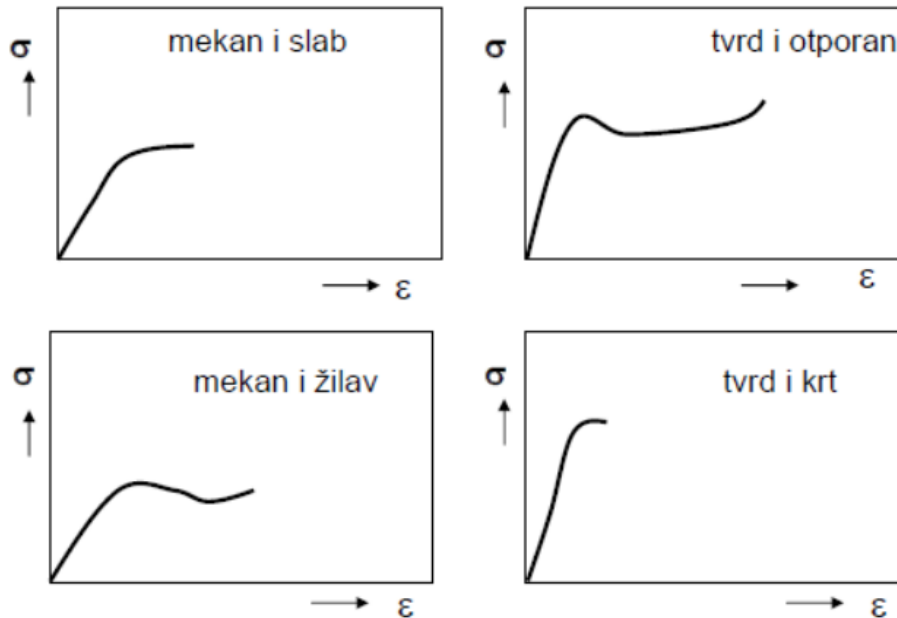 mekan i slab
σ
ε
tvrd i otporan
σ
ε
mekan i žilav
σ
ε
tvrd i krt
σ
ε